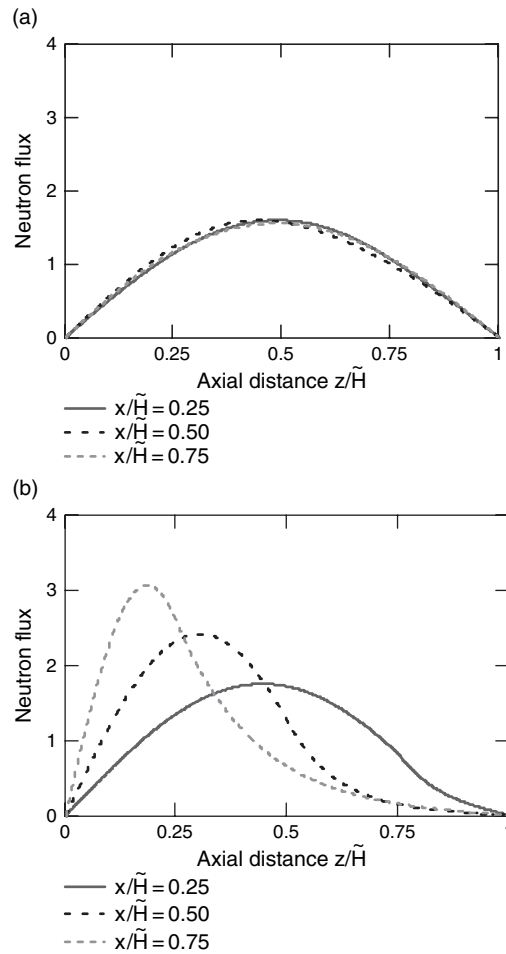 (a)
4
3
2
1
0
Neutron flux
0 0.25 0.5 0.75 1
Axial distance z/H̃
x/H̃ = 0.25
x/H̃ = 0.50
x/H̃ = 0.75
(b)
4
3
2
1
0
Neutron flux
0 0.25 0.5 0.75
Axial distance z/H̃
x/H̃ = 0.25
x/H̃ = 0.50
x/H̃ = 0.75